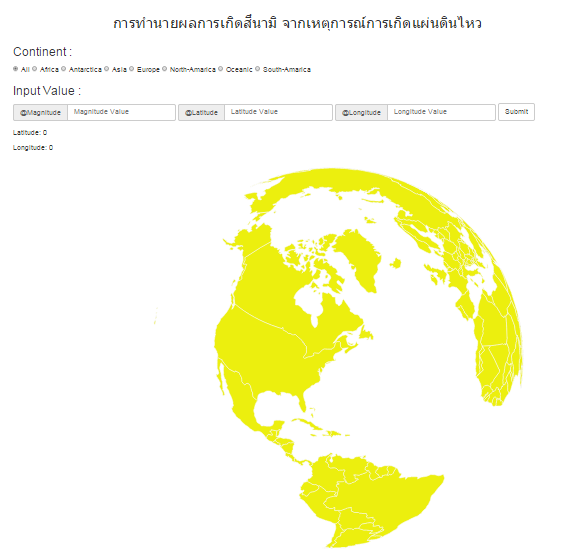 การทำนายผลการเกิดสึนามิ จากเหตุการณ์การเกิดแผ่นดินไหว
Continent :
All Africa Antarctica Asia Europe North-Amarica Oceanic South-Amarica
Input Value :
@Magnitude Magnitude Value @Latitude Latitude Value @Longitude Longitude Value Submit
Latitude: 0
Longitude: 0